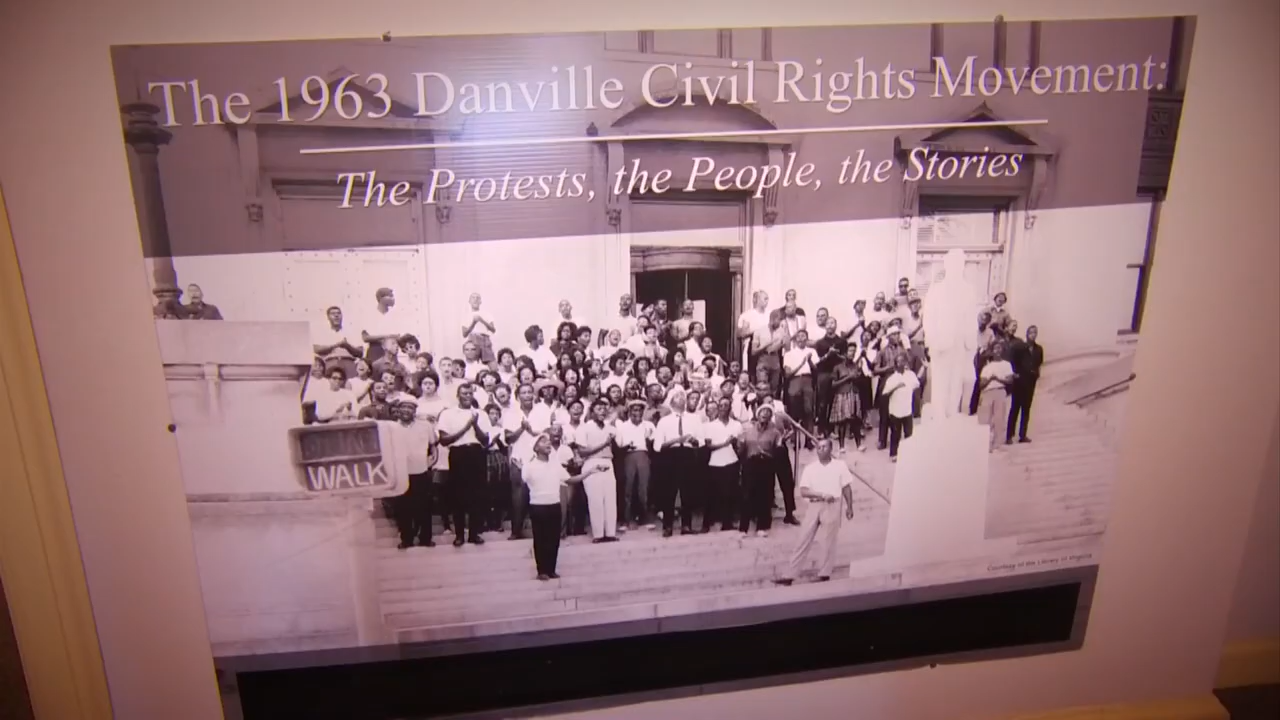 The 1963 Danville Civil Rights Movement:
The Protests, the People, the Stories
WALK
Courtesy of the Library of Virginia